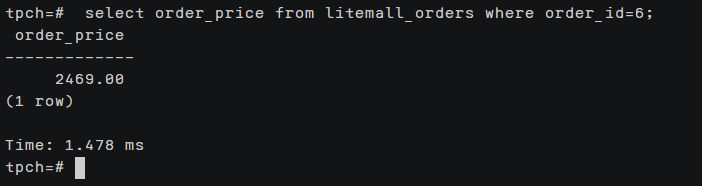 tpch=#  select order_price from litemall_orders where order_id=6;
 order_price
-------------
     2469.00
(1 row)

Time: 1.478 ms
tpch=#